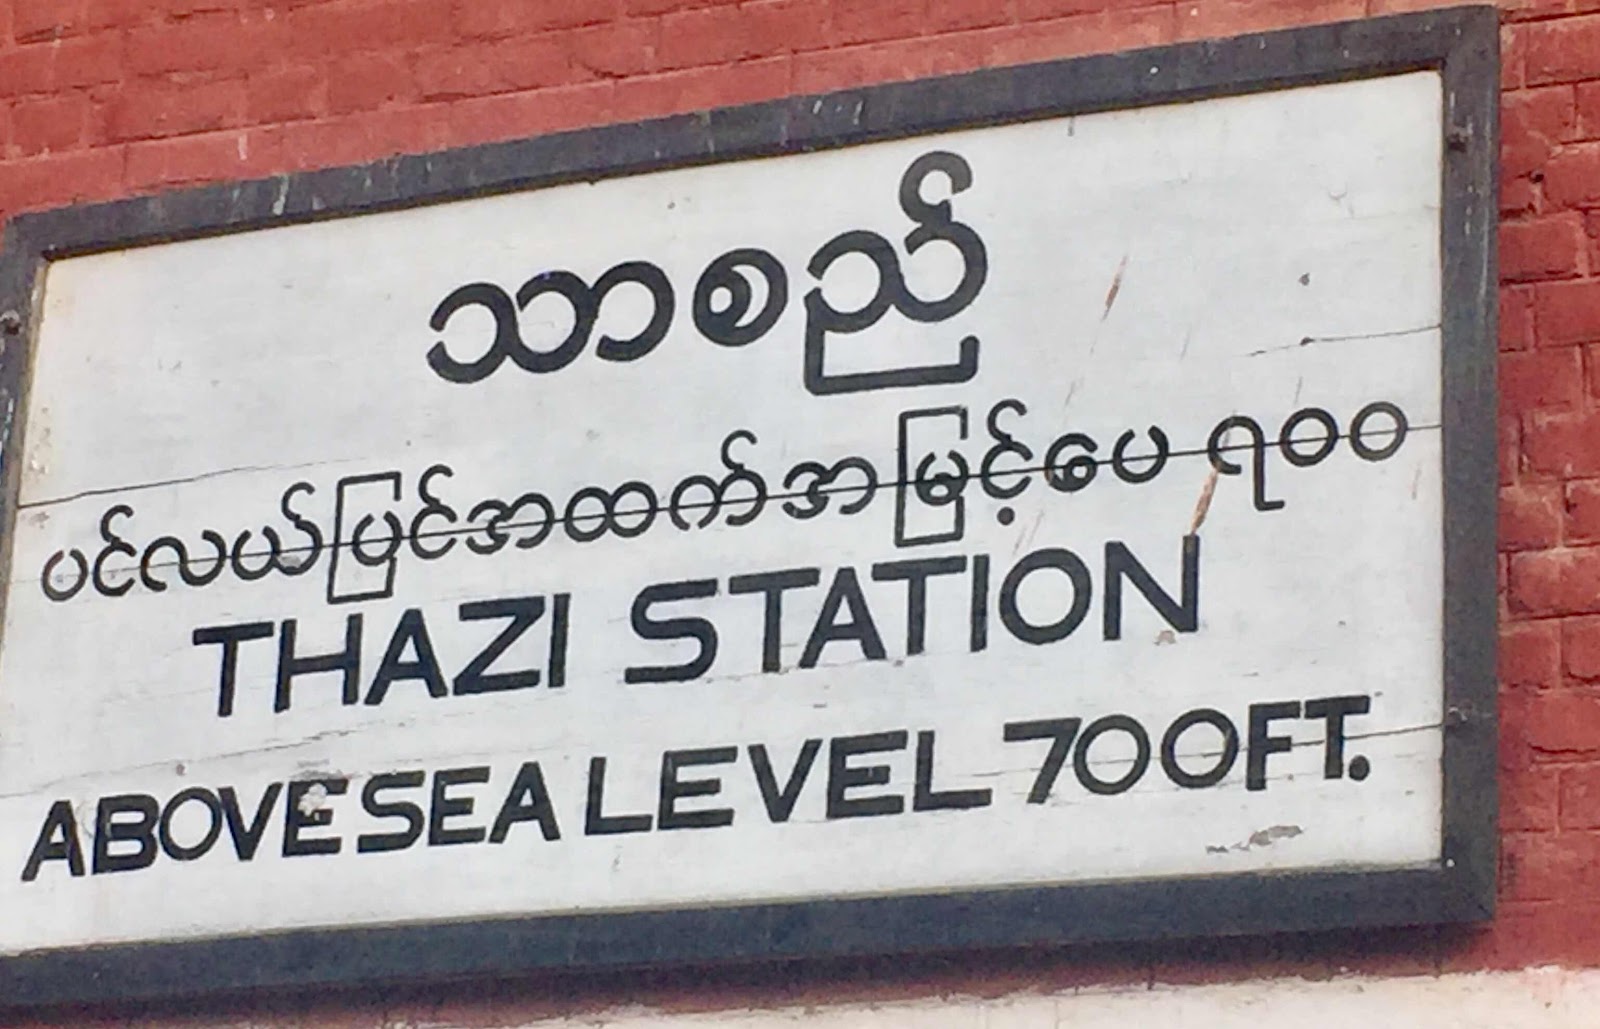 သာစည်
ပင်လယ်ပြင်အထက်အမြင့်ပေ ၇၀၀
THAZI STATION
ABOVE SEA LEVEL 700FT.